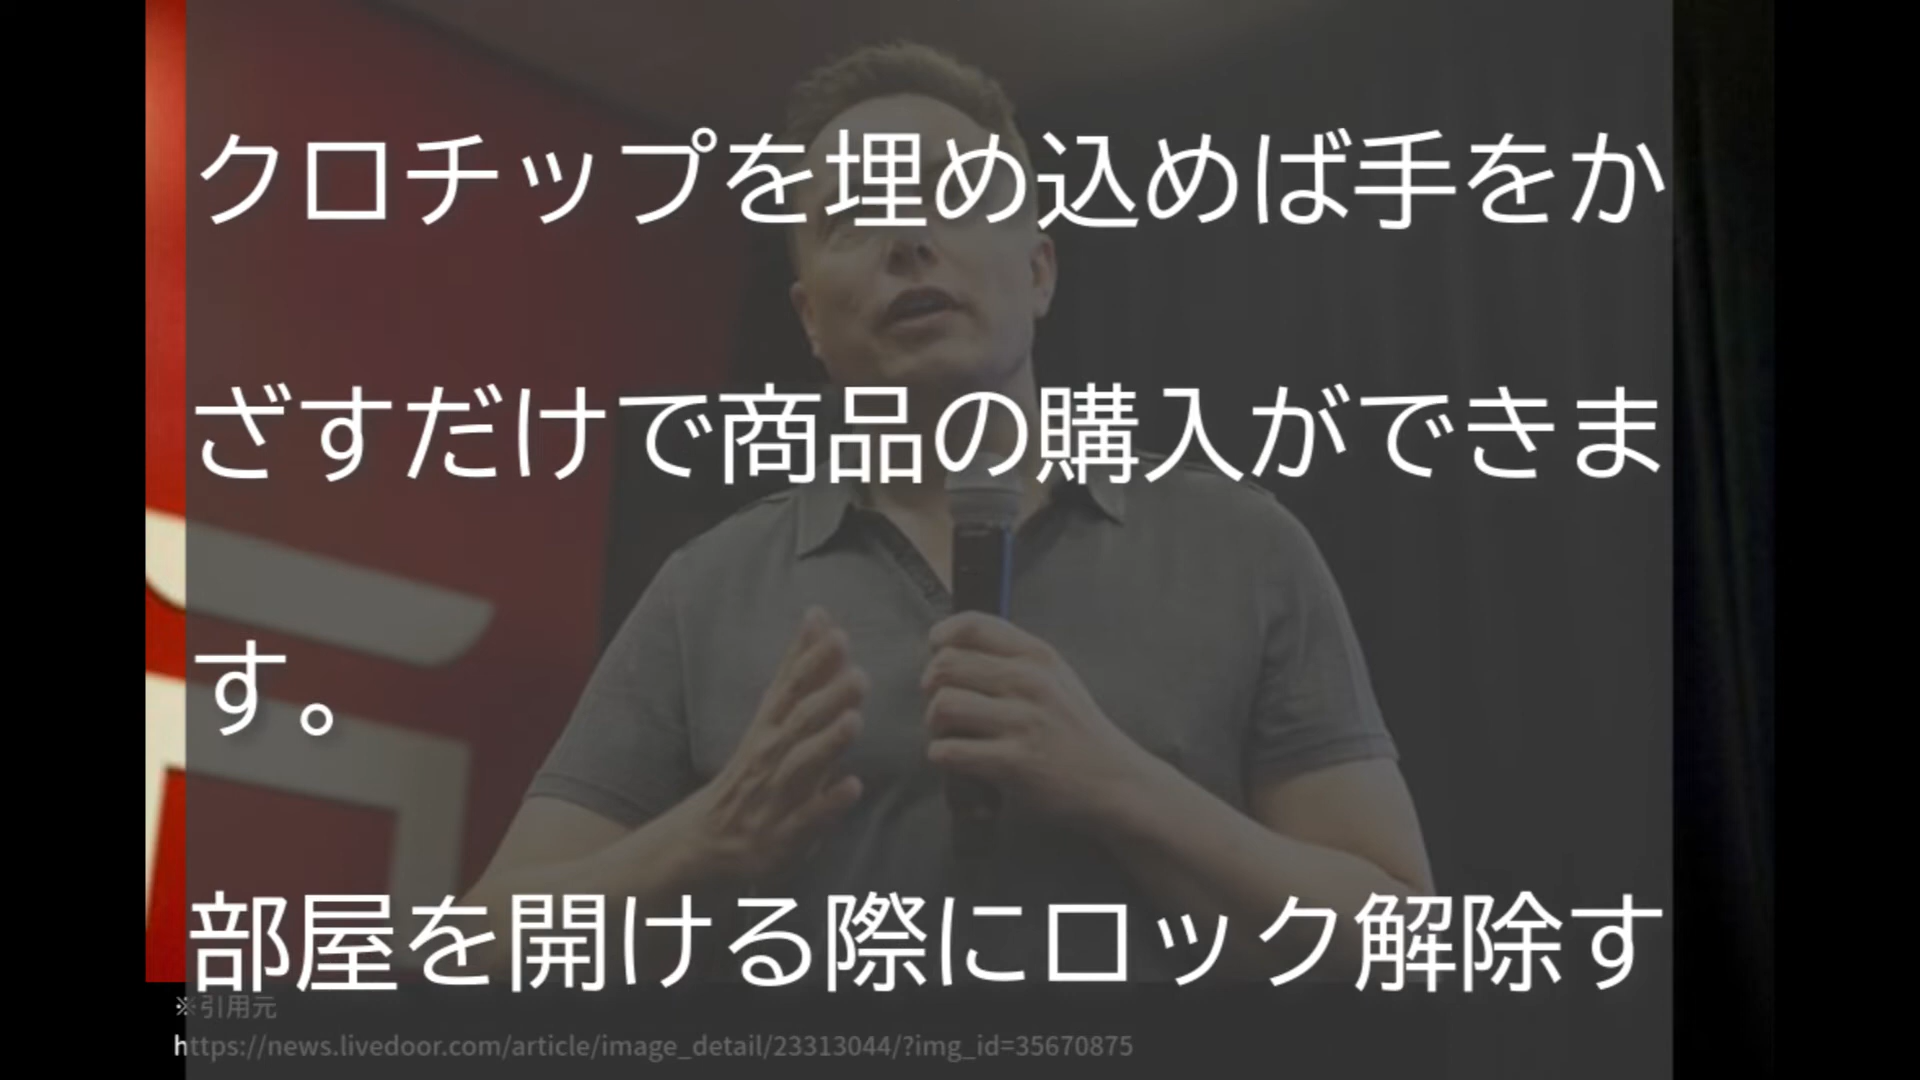 クロチップを埋め込めば手をか
ざすだけで商品の購入ができま
す。
部屋を開ける際にロック解除す
※引用元
https://news.livedoor.com/article/image_detail/23313044/?img_id=35670875